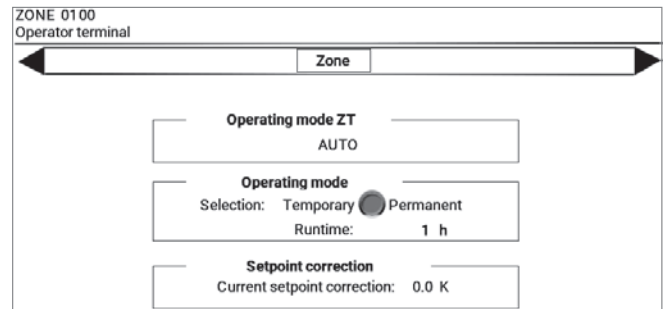 ZONE 0100
Operator terminal
Zone
Operating mode ZT
AUTO
Operating mode
Selection: Temporary Permanent
Runtime: 1 h
Setpoint correction
Current setpoint correction: 0.0 K